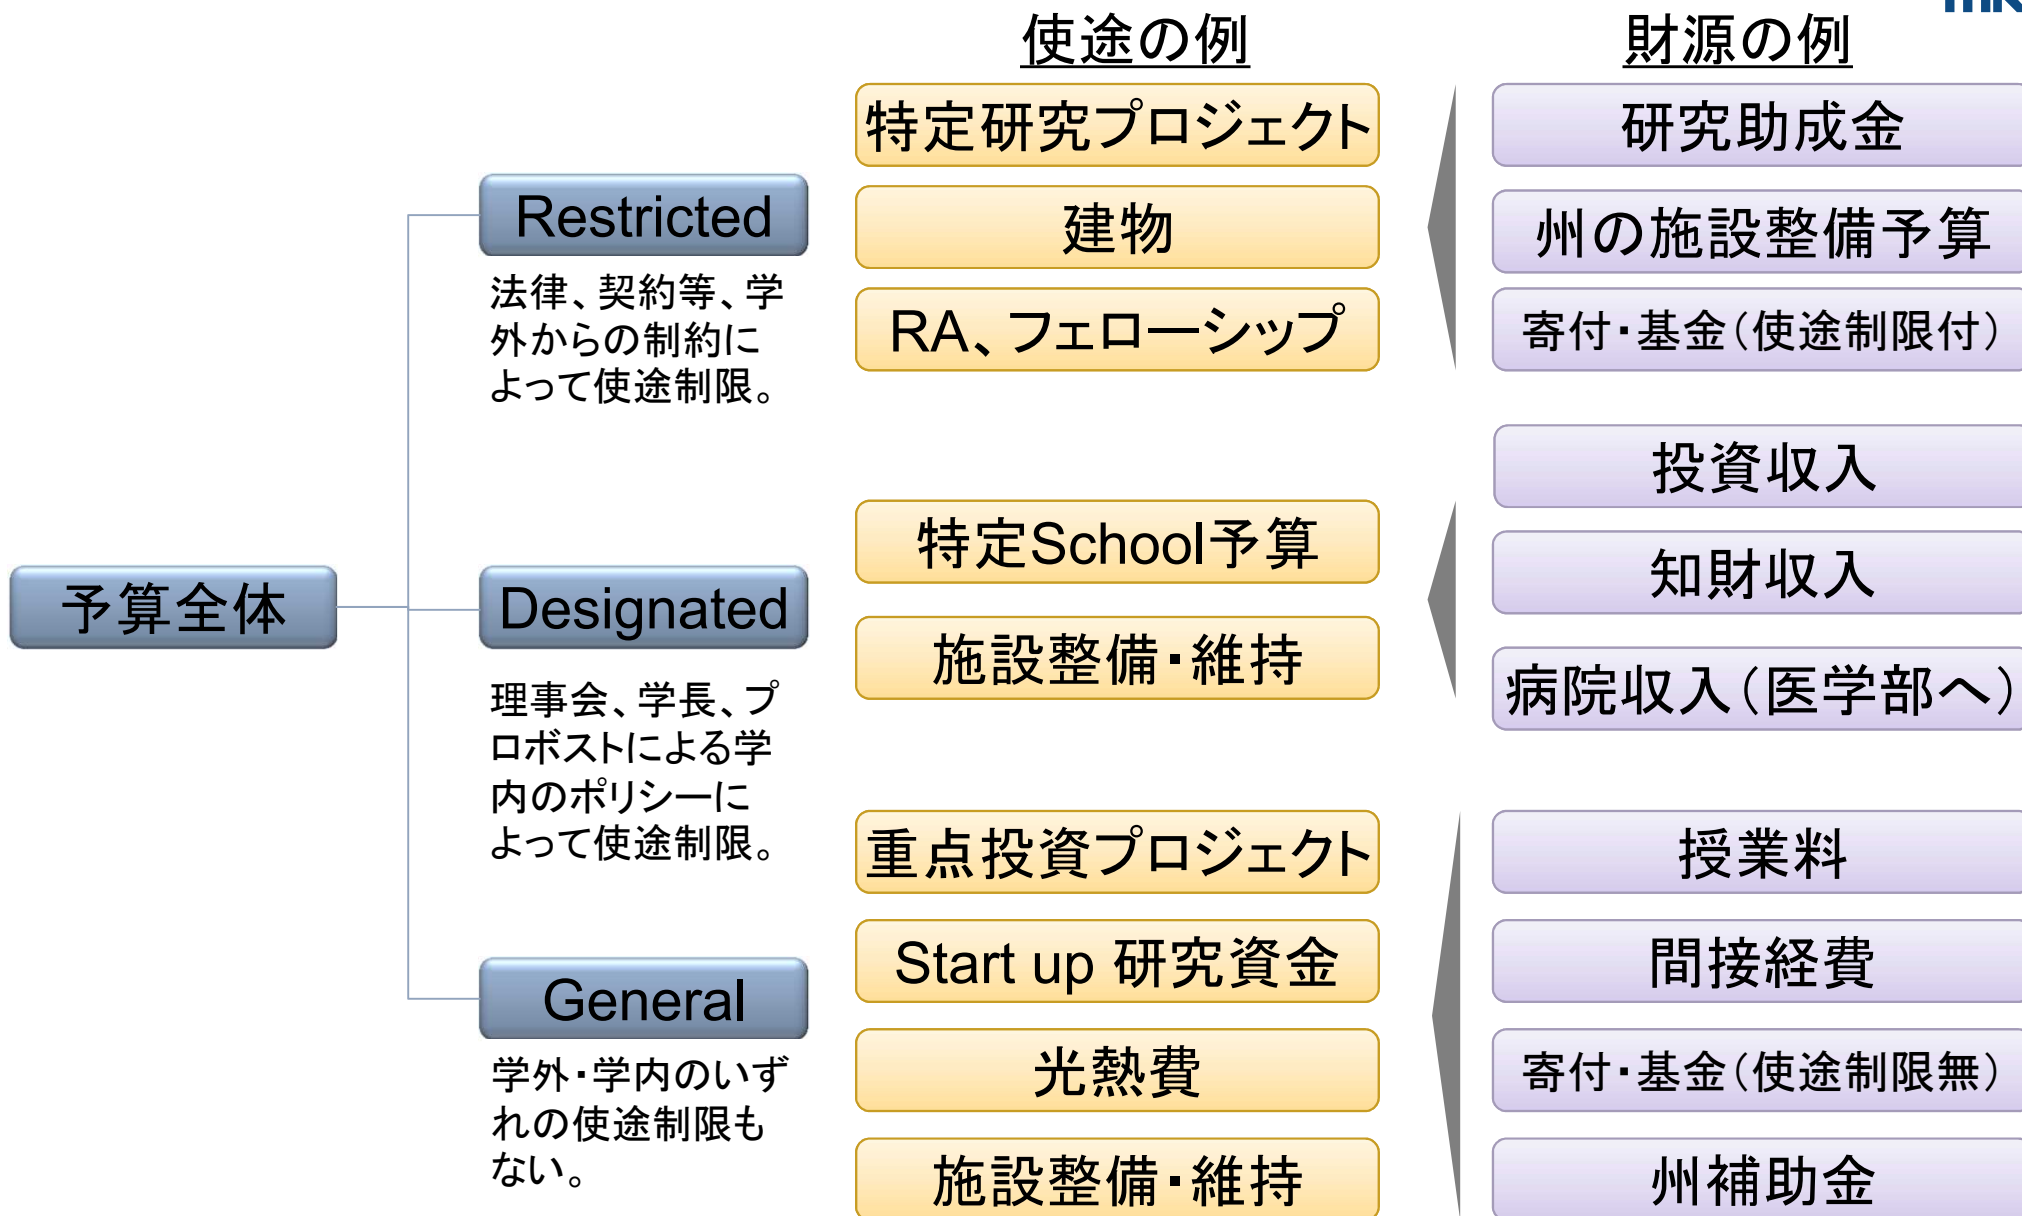 使途の例
財源の例
予算全体
Restricted
法律、契約等、学
外からの制約に
よって使途制限。
特定研究プロジェクト
建物
RA、フェローシップ
研究助成金
州の施設整備予算
寄付・基金（使途制限付）
Designated
理事会、学長、プ
ロボストによる学
内のポリシーに
よって使途制限。
特定School予算
施設整備・維持
投資収入
知財収入
病院収入（医学部へ）
General
学外・学内のいず
れの使途制限も
ない。
重点投資プロジェクト
Start up 研究資金
光熱費
施設整備・維持
授業料
間接経費
寄付・基金（使途制限無）
州補助金